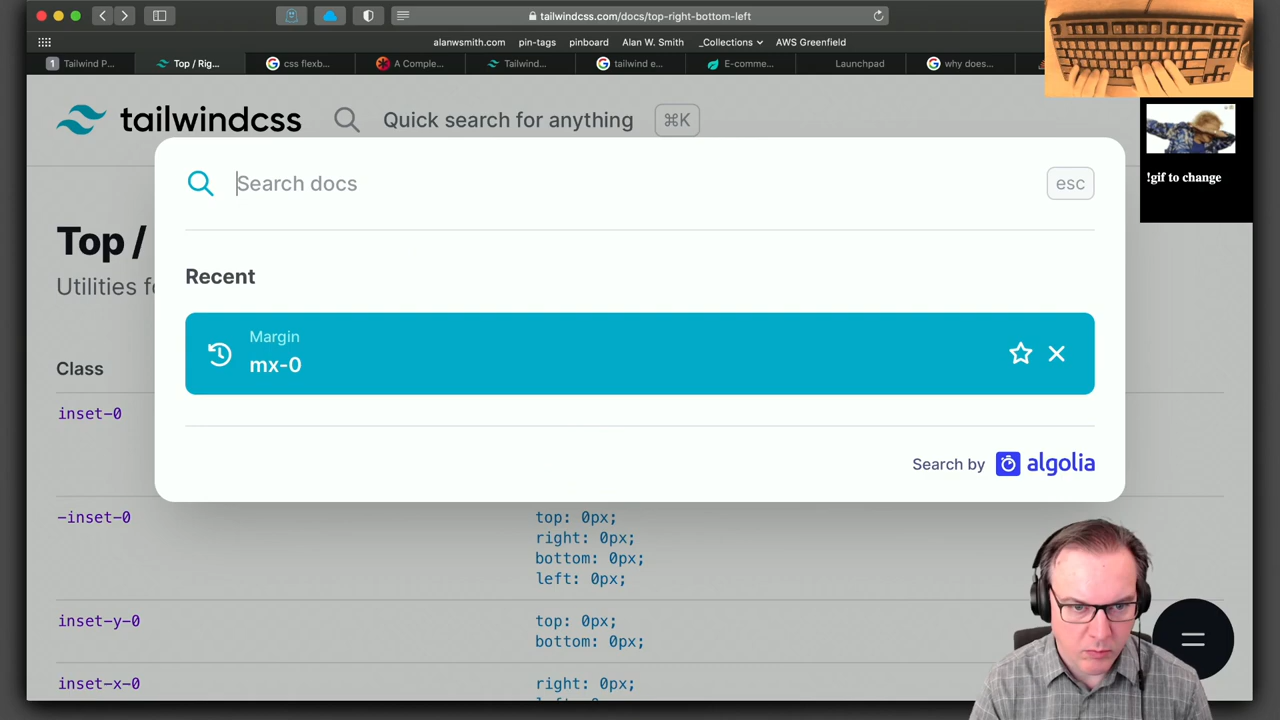 tailwindcss.com/docs/top-right-bottom-left
alanwsmith.com pin-tags pinboard Alan W. Smith _Collections AWS Greenfield
1 Tailwind P... Top / Rig... css flexb... A Comple... Tailwind... tailwind e... E-comme... Launchpad why does...
tailwindcss Quick search for anything ⌘K
!gif to change
Search docs esc
Top /
Utilities fo
Recent
Margin
mx-0
Class
inset-0
Search by algolia
-inset-0 top: 0px;
right: 0px;
bottom: 0px;
left: 0px;
inset-y-0 top: 0px;
bottom: 0px;
inset-x-0 right: 0px;